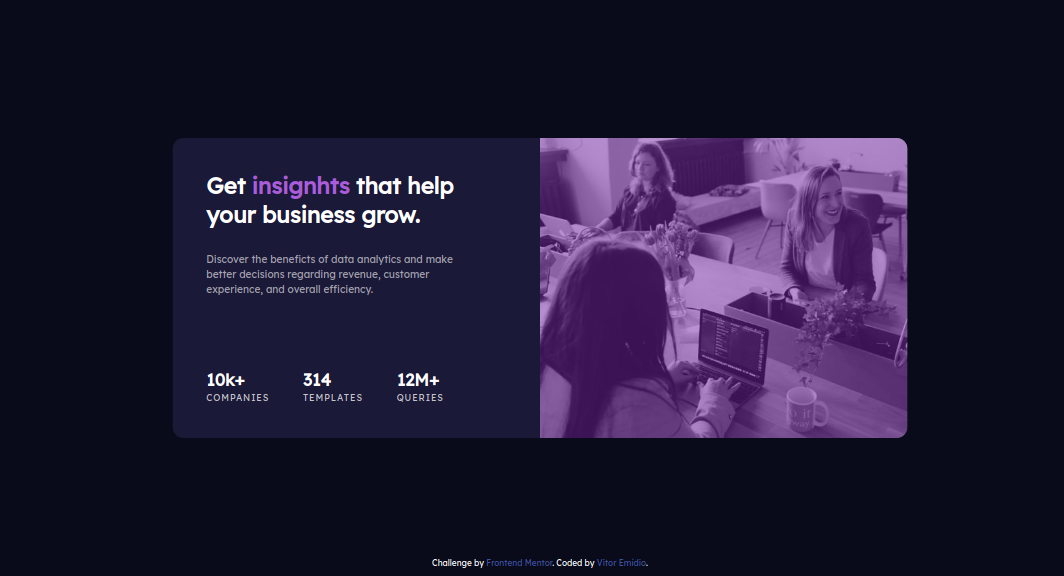 Get insignhts that help
your business grow.
Discover the beneficts of data analytics and make
better decisions regarding revenue, customer
experience, and overall efficiency.
10k+ 314 12M+
COMPANIES TEMPLATES QUERIES
Challenge by Frontend Mentor. Coded by Vitor Emidio.